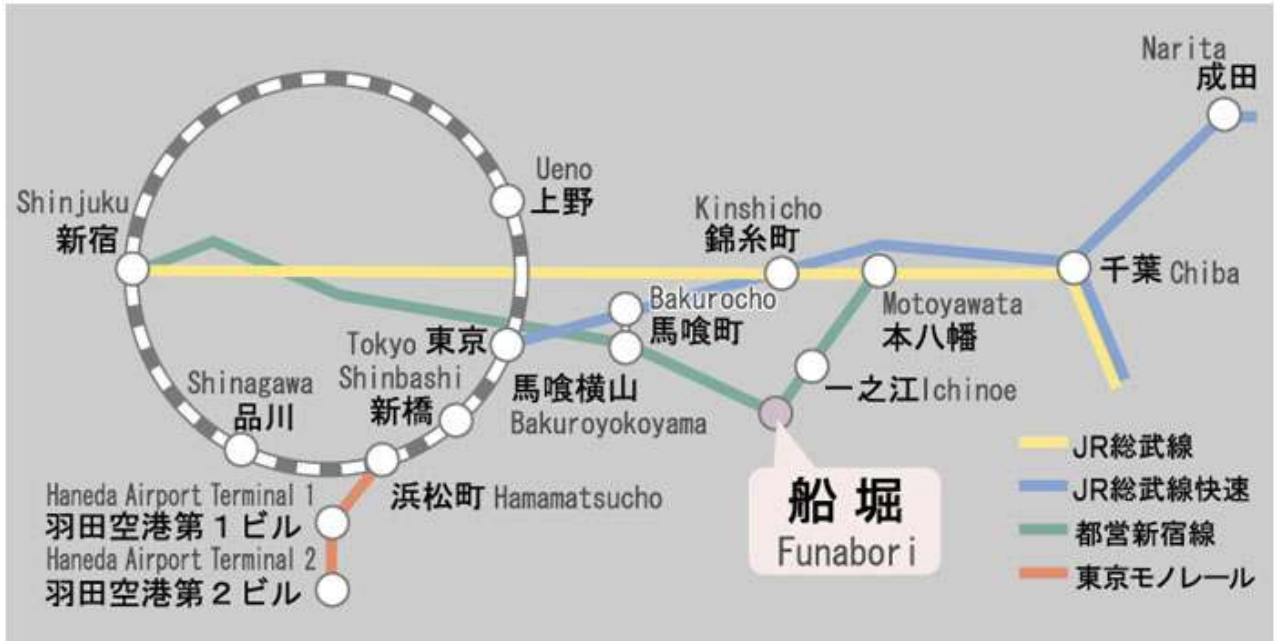 Narita
成田
Ueno
上野
Shinjuku
新宿
Kinshicho
錦糸町
千葉 Chiba
Bakurocho
馬喰町
Motoyawata
本八幡
Tokyo 東京
Shinbashi
新橋
Shinagawa
品川
馬喰横山
Bakuroyokoyama
一之江 Ichinoe
浜松町 Hamamatsucho
Haneda Airport Terminal 1
羽田空港第1ビル
Haneda Airport Terminal 2
羽田空港第2ビル
船堀
Funabori
JR総武線
JR総武線快速
都営新宿線
東京モノレール